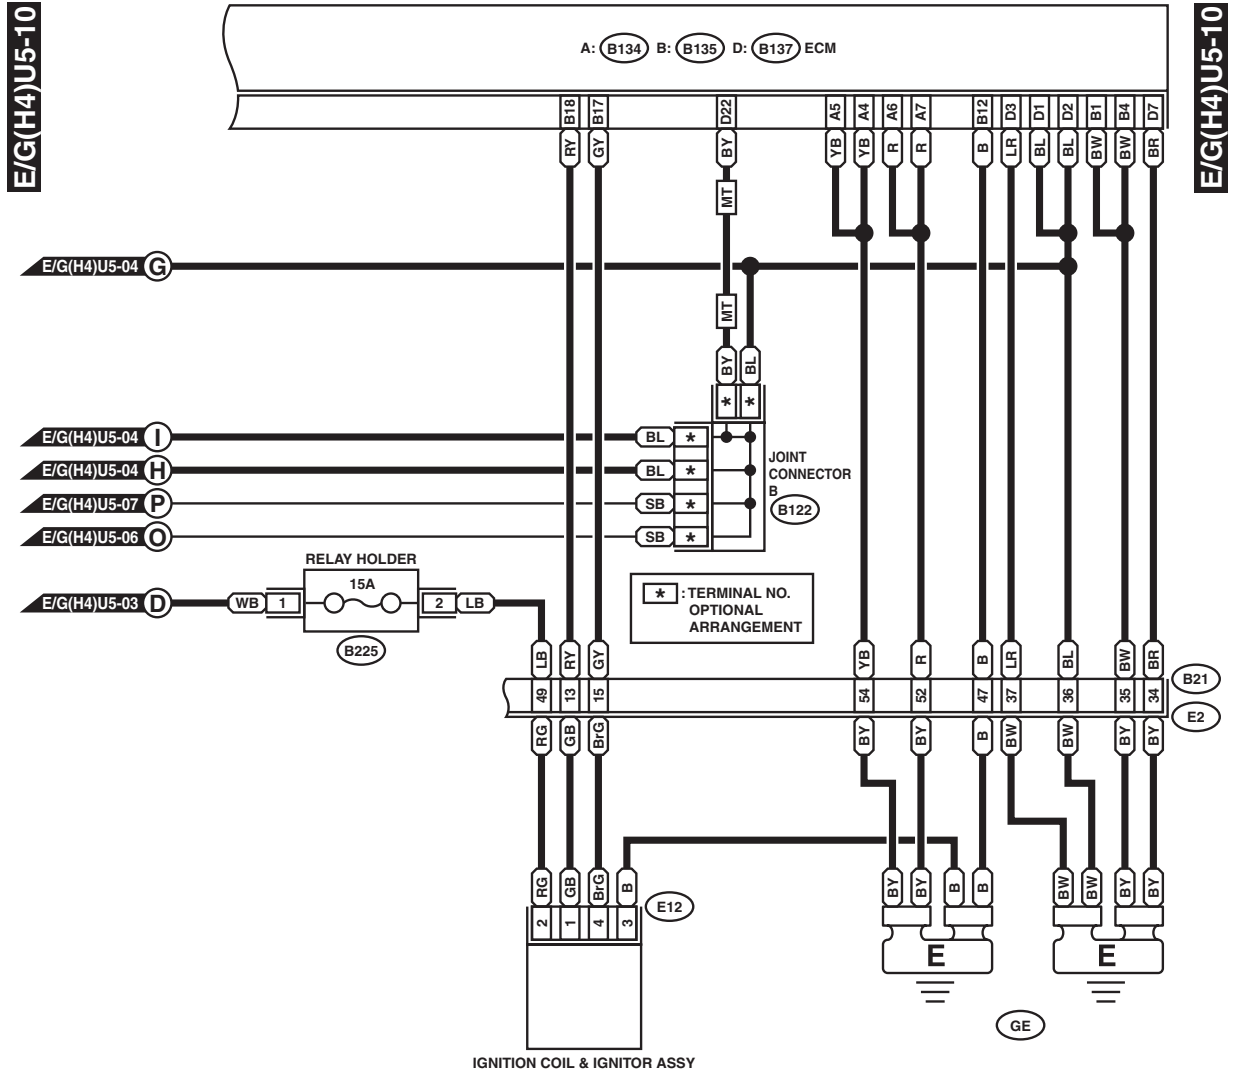 E/G(H4)U5-10
E/G(H4)U5-10
A: B134 B: B135 D: B137 ECM
B18 B17 D22 A5 A4 A6 A7 B12 D3 D1 D2 B1 B4 D7
RY GY BY YB YB R R B LR BL BL BW BW BR
MT
E/G(H4)U5-04 G
MT
BY BL
* *
E/G(H4)U5-04 I BL *
E/G(H4)U5-04 H BL *
E/G(H4)U5-07 P SB *
E/G(H4)U5-06 O SB *
JOINT
CONNECTOR
B
B122
RELAY HOLDER
15A
E/G(H4)U5-03 D WB 1 2 LB
B225
* : TERMINAL NO.
OPTIONAL
ARRANGEMENT
LB RY GY YB R B LR BL BW BR
49 13 15 54 52 47 37 36 35 34
B21
E2
RG GB BrG BY BY B BW BW BY BY
RG GB BrG B BY BY B B BW BW BY BY
2 1 4 3
E12
E E
GE
IGNITION COIL & IGNITOR ASSY